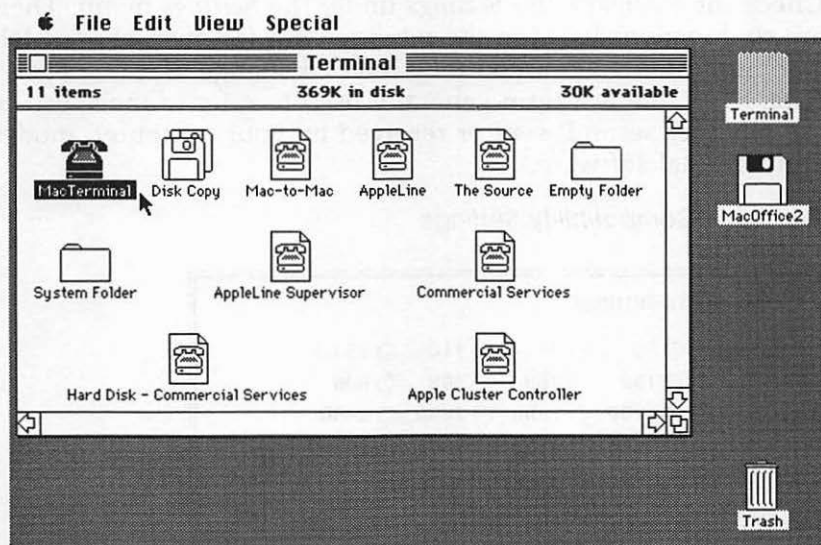 File Edit View Special
Terminal
11 items 369K in disk 30K available
Terminal
MacTerminal Disk Copy Mac-to-Mac AppleLine The Source Empty Folder
MacOffice2
System Folder AppleLine Supervisor Commercial Services
Hard Disk - Commercial Services Apple Cluster Controller
Trash